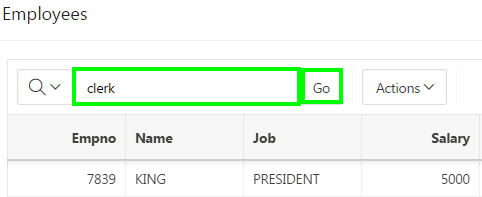 Employees
clerk Go Actions
Empno Name Job Salary
7839 KING PRESIDENT 5000